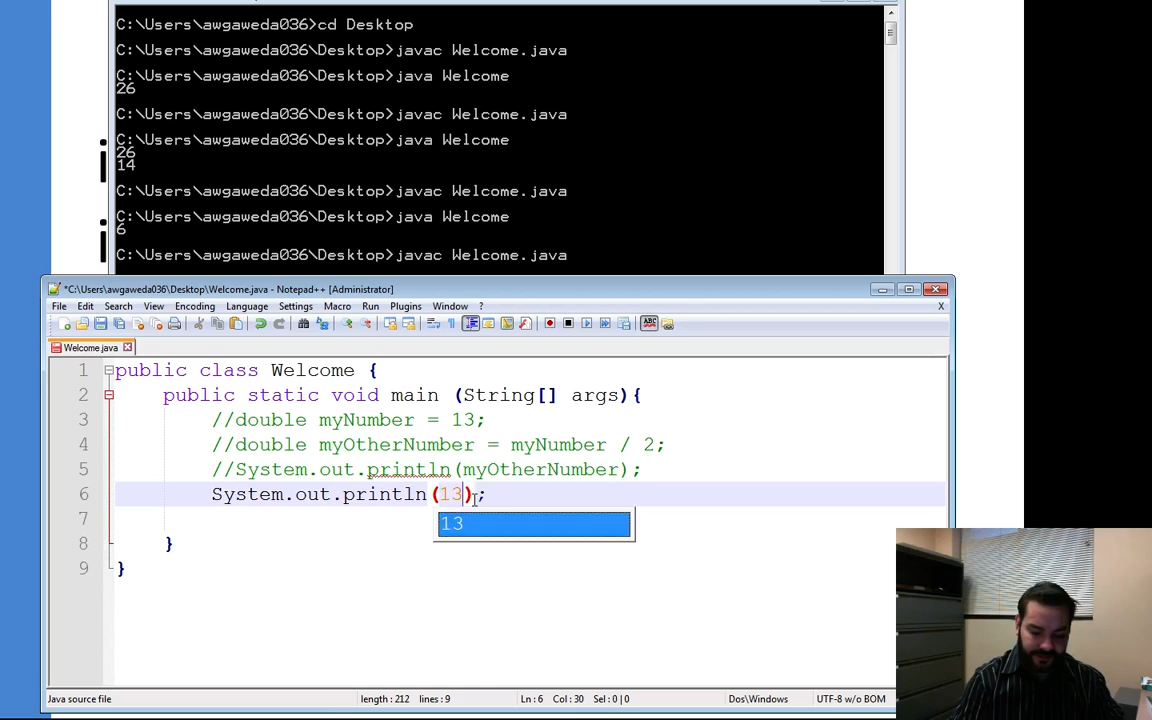 C:\Users\awgaweda036>cd Desktop
C:\Users\awgaweda036\Desktop>javac Welcome.java
C:\Users\awgaweda036\Desktop>java Welcome
26
C:\Users\awgaweda036\Desktop>javac Welcome.java
C:\Users\awgaweda036\Desktop>java Welcome
26
14
C:\Users\awgaweda036\Desktop>javac Welcome.java
C:\Users\awgaweda036\Desktop>java Welcome
6
C:\Users\awgaweda036\Desktop>javac Welcome.java
*C:\Users\awgaweda036\Desktop\Welcome.java - Notepad++ [Administrator]
File Edit Search View Encoding Language Settings Macro Run Plugins Window ? X
Welcome.java
1 public class Welcome {
2 public static void main (String[] args){
3 //double myNumber = 13;
4 //double myOtherNumber = myNumber / 2;
5 //System.out.println(myOtherNumber);
6 System.out.println(13);
13
7
8 }
9 }
Java source file length : 212 lines : 9 Ln : 6 Col : 30 Sel : 0 | 0 Dos\Windows UTF-8 w/o BOM